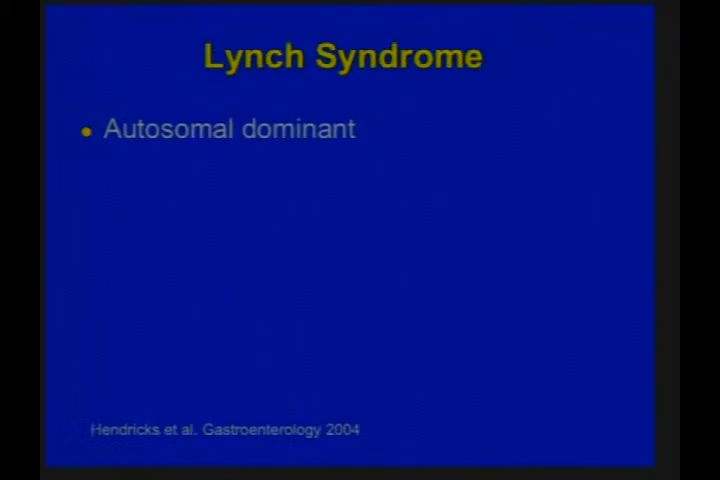 Lynch Syndrome
• Autosomal dominant
Hendricks et al. Gastroenterology 2004